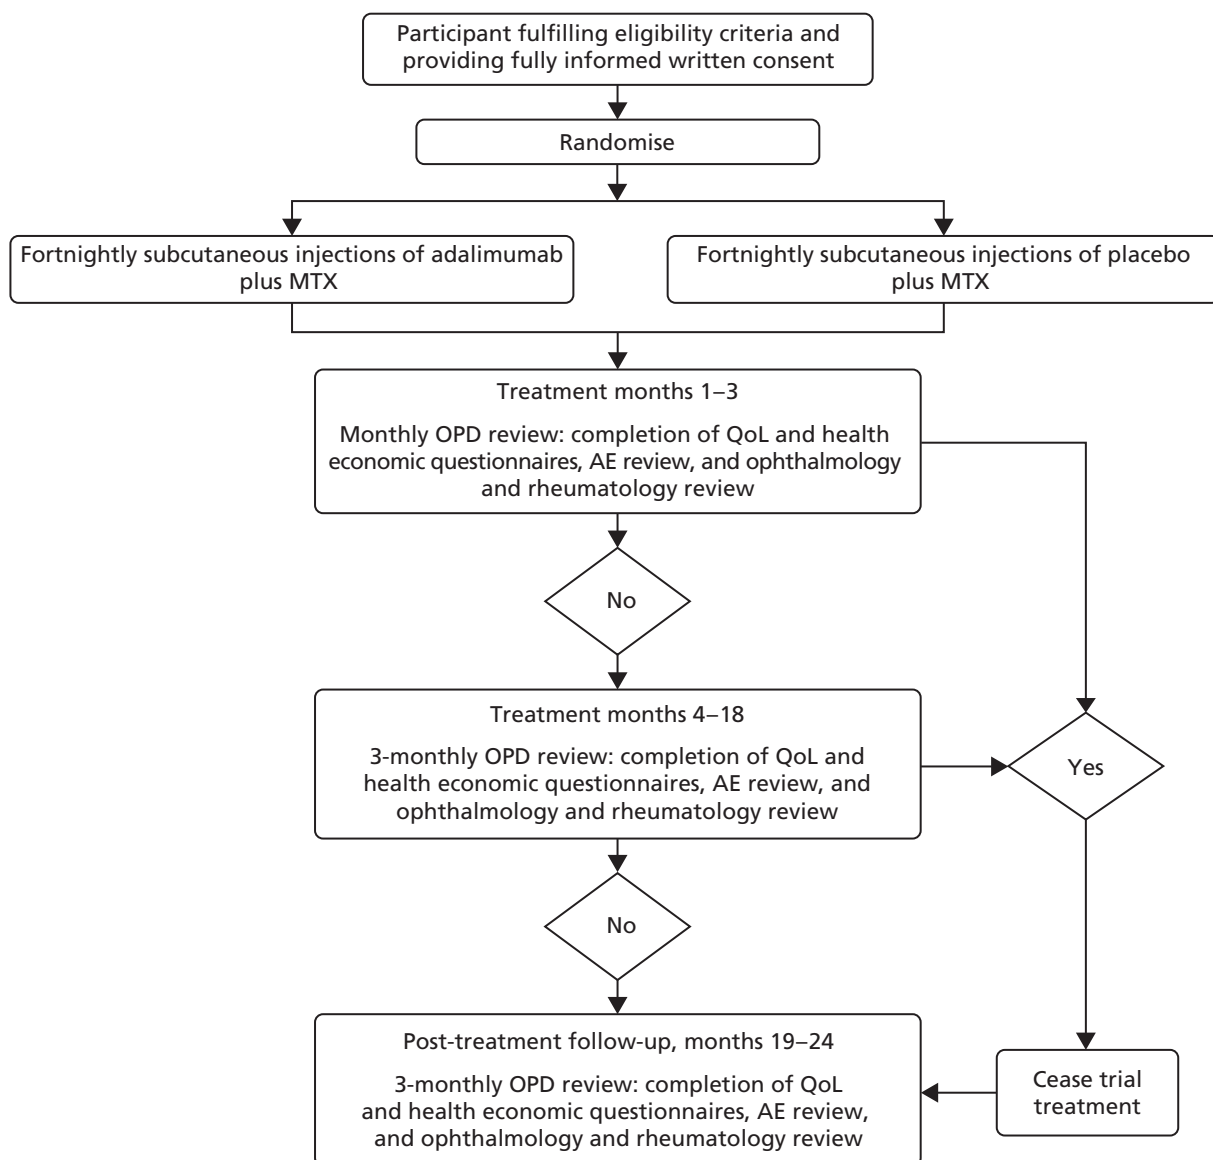 Participant fulfilling eligibility criteria and
providing fully informed written consent
Randomise
Fortnightly subcutaneous injections of adalimumab
plus MTX
Fortnightly subcutaneous injections of placebo
plus MTX
Treatment months 1–3
Monthly OPD review: completion of QoL and health
economic questionnaires, AE review, and ophthalmology
and rheumatology review
No
Treatment months 4–18
3-monthly OPD review: completion of QoL and
health economic questionnaires, AE review, and
ophthalmology and rheumatology review
Yes
No
Post-treatment follow-up, months 19–24
3-monthly OPD review: completion of QoL
and health economic questionnaires, AE review,
and ophthalmology and rheumatology review
Cease trial
treatment